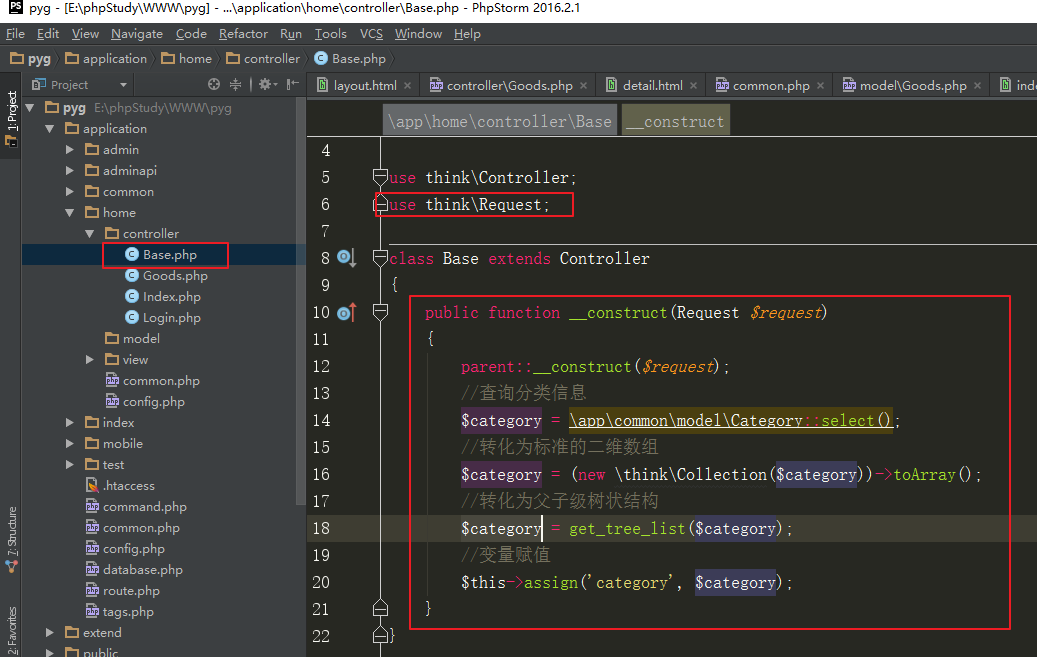 pyg - [E:\phpStudy\WWW\pyg] - ...\application\home\controller\Base.php - PhpStorm 2016.2.1
File Edit View Navigate Code Refactor Run Tools VCS Window Help
pyg application home controller Base.php
Project
layout.html controller\Goods.php detail.html common.php model\Goods.php ind
1: Project
7: Structure
2: Favorites
pyg E:\phpStudy\WWW\pyg
application
admin
adminapi
common
home
controller
Base.php
Goods.php
Index.php
Login.php
model
view
common.php
config.php
index
mobile
test
.htaccess
command.php
common.php
config.php
database.php
route.php
tags.php
extend
public
\app\home\controller\Base __construct
4
5 use think\Controller;
6 use think\Request;
7
8 class Base extends Controller
9 {
10 public function __construct(Request $request)
11 {
12 parent::__construct($request);
13 //查询分类信息
14 $category = \app\common\model\Category::select();
15 //转化为标准的二维数组
16 $category = (new \think\Collection($category))->toArray();
17 //转化为父子级树状结构
18 $category = get_tree_list($category);
19 //变量赋值
20 $this->assign('category', $category);
21 }
22 }